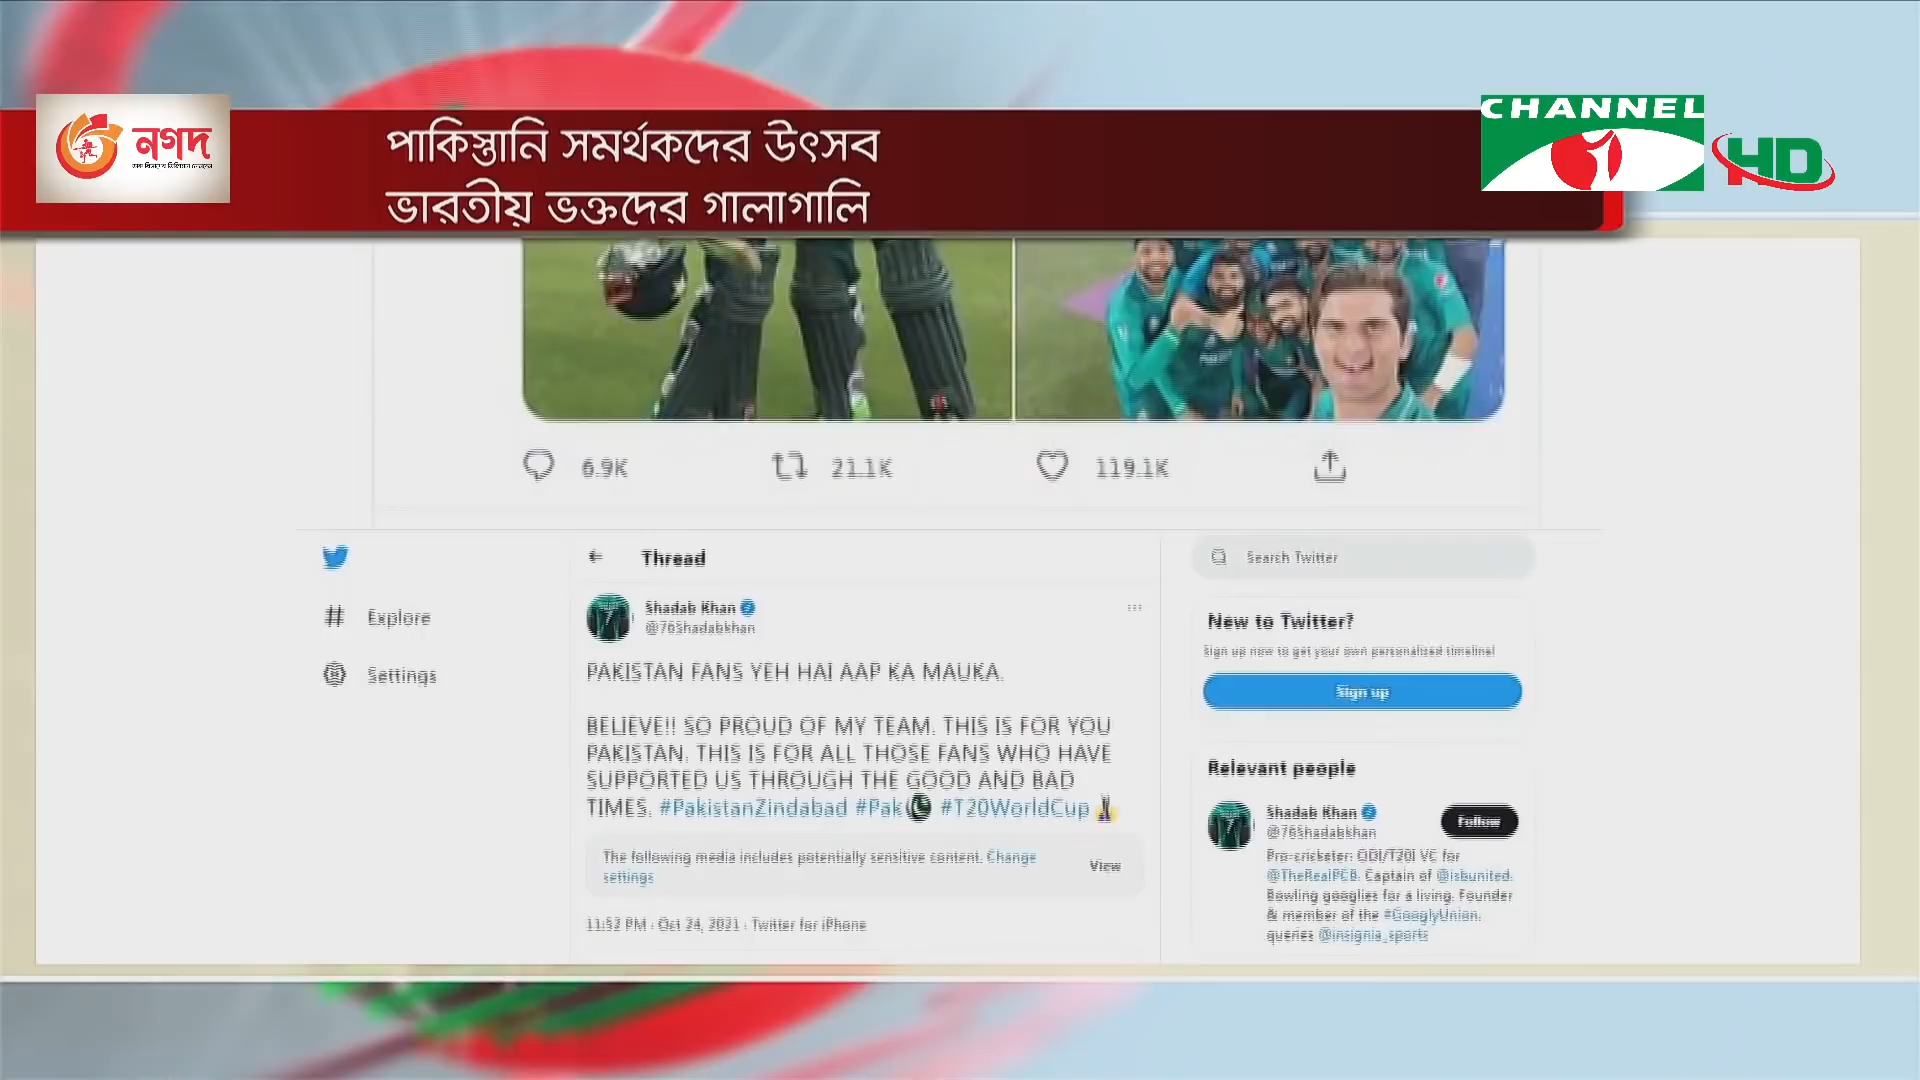 নগদ
পাকিস্তানি সমর্থকদের উৎসব
ভারতীয় ভক্তদের গালাগালি
CHANNEL
HD
6.9K 21.1K 119.1K
Thread
Search Twitter
Explore
Settings
Shadab Khan
@76Shadabkhan
PAKISTAN FANS YEH HAI AAP KA MAUKA.
BELIEVE!! SO PROUD OF MY TEAM. THIS IS FOR YOU
PAKISTAN. THIS IS FOR ALL THOSE FANS WHO HAVE
SUPPORTED US THROUGH THE GOOD AND BAD
TIMES. #PakistanZindabad #Pak #T20WorldCup
The following media includes potentially sensitive content. Change
settings
View
11:52 PM · Oct 24, 2021 · Twitter for iPhone
New to Twitter?
Sign up now to get your own personalized timeline!
Sign up
Relevant people
Shadab Khan
@76Shadabkhan
Follow
Pro-cricketer: ODI/T20I VC for
@TheRealPCB. Captain of @isbunited.
Bowling googlies for a living. Founder
& member of the #GooglyUnion.
queries @insignia_sports